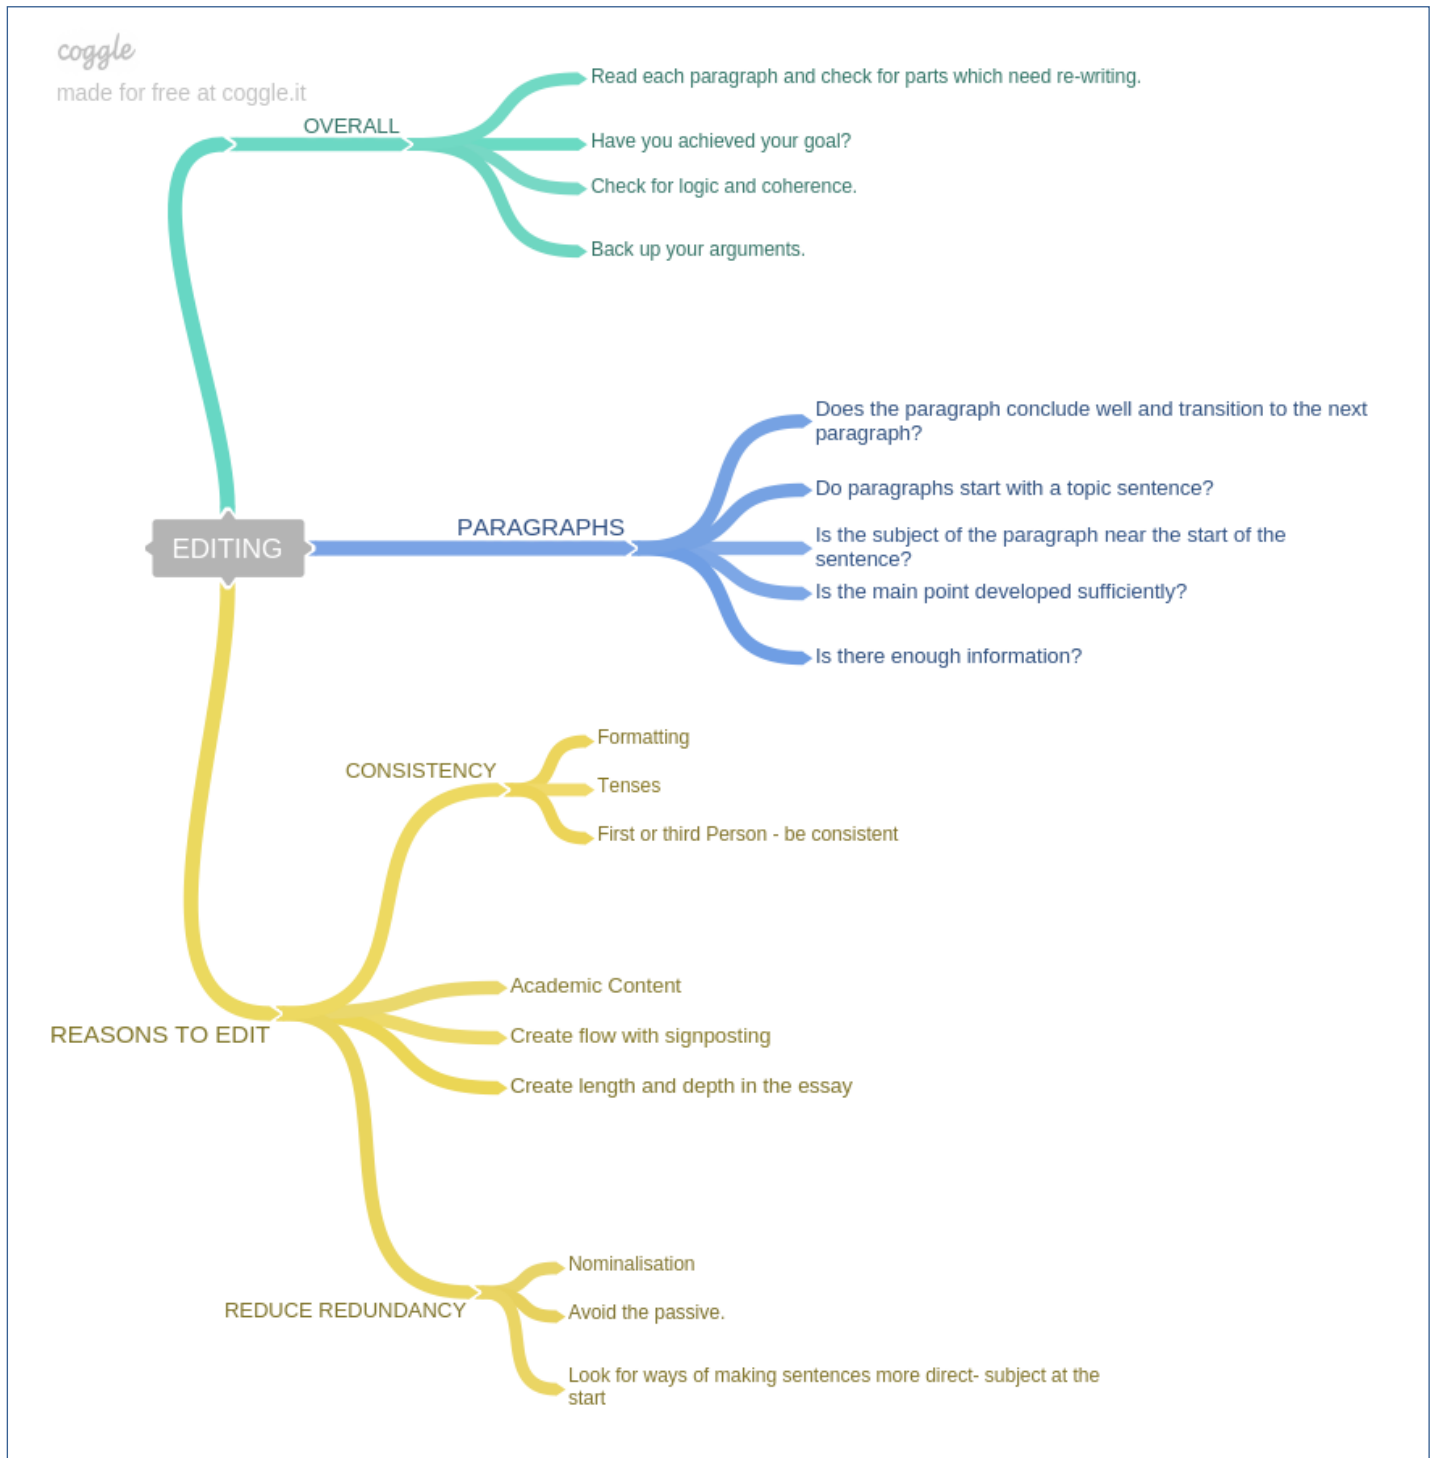 coggle
made for free at coggle.it
OVERALL
Read each paragraph and check for parts which need re-writing.
Have you achieved your goal?
Check for logic and coherence.
Back up your arguments.
EDITING
PARAGRAPHS
Does the paragraph conclude well and transition to the next
paragraph?
Do paragraphs start with a topic sentence?
Is the subject of the paragraph near the start of the
sentence?
Is the main point developed sufficiently?
Is there enough information?
REASONS TO EDIT
CONSISTENCY
Formatting
Tenses
First or third Person - be consistent
Academic Content
Create flow with signposting
Create length and depth in the essay
REDUCE REDUNDANCY
Nominalisation
Avoid the passive.
Look for ways of making sentences more direct- subject at the
start